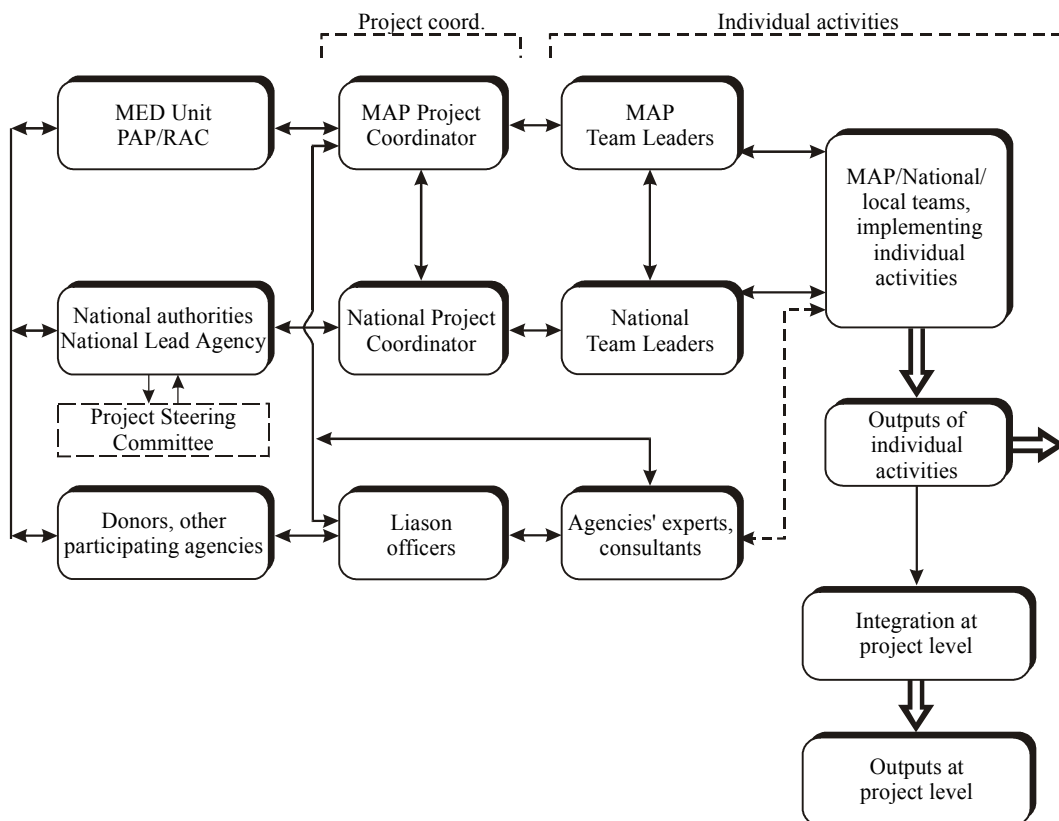 Project coord.
Individual activities
MED Unit
PAP/RAC
MAP Project
Coordinator
MAP
Team Leaders
MAP/National/
local teams,
implementing
individual
activities
National authorities
National Lead Agency
National Project
Coordinator
National
Team Leaders
Project Steering
Committee
Outputs of
individual
activities
Donors, other
participating agencies
Liason
officers
Agencies' experts,
consultants
Integration at
project level
Outputs at
project level